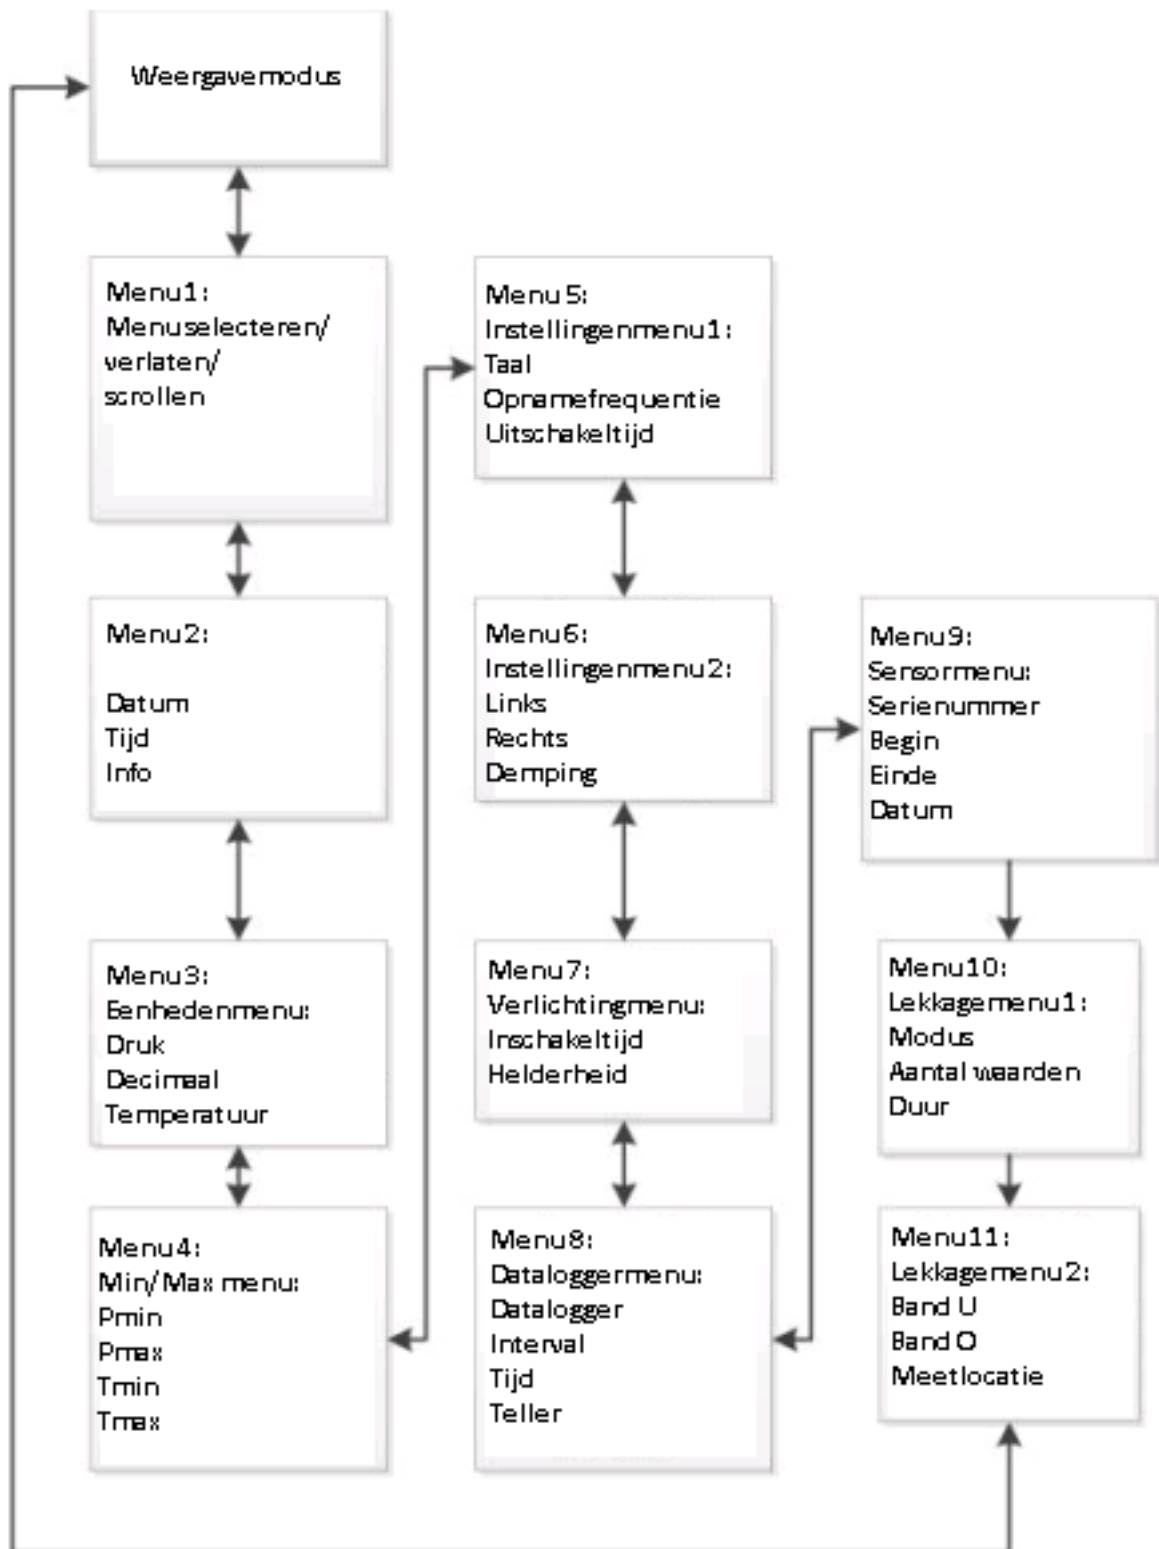 Weergavemodus
Menu1:
Menuselecteren/
verlaten/
scrollen
Menu2:
Datum
Tijd
Info
Menu3:
Eenhedenmenu:
Druk
Decimaal
Temperatuur
Menu4:
Min/Max menu:
Pmin
Pmax
Tmin
Tmax
Menu5:
Instellingenmenu1:
Taal
Opnamefrequentie
Uitschakeltijd
Menu6:
Instellingenmenu2:
Links
Rechts
Demping
Menu7:
Verlichtingmenu:
Inschakeltijd
Helderheid
Menu8:
Dataloggermenu:
Datalogger
Interval
Tijd
Teller
Menu9:
Sensormenu:
Serienummer
Begin
Einde
Datum
Menu10:
Lekkagemenu1:
Modus
Aantal waarden
Duur
Menu11:
Lekkagemenu2:
Band U
Band O
Meetlocatie